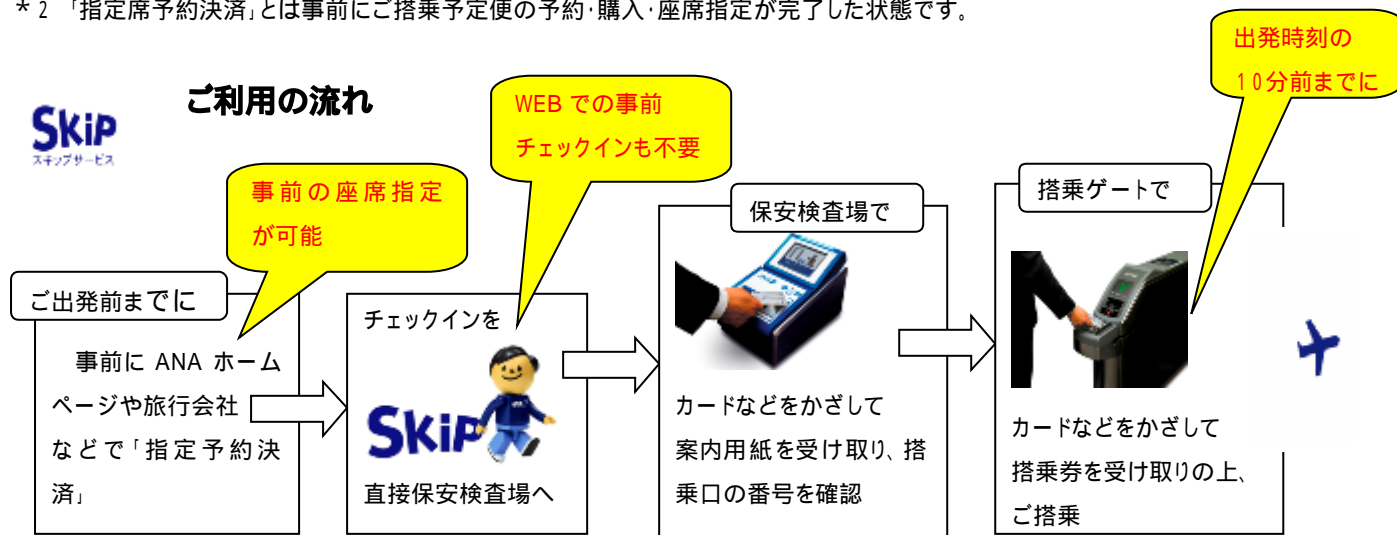 *2 「指定席予約決済」とは事前にご搭乗予定便の予約・購入・座席指定が完了した状態です。
出発時刻の
10分前までに
ご利用の流れ
SKiP
スキップサービス
WEB での事前
チェックインも不要
事前の座席指定
が可能
ご出発前までに
事前に ANA ホーム
ページや旅行会社
などで「指定予約決
済」
チェックインを
SKiP
直接保安検査場へ
保安検査場で
カードなどをかざして
案内用紙を受け取り、搭
乗口の番号を確認
搭乗ゲートで
カードなどをかざして
搭乗券を受け取りの上、
ご搭乗